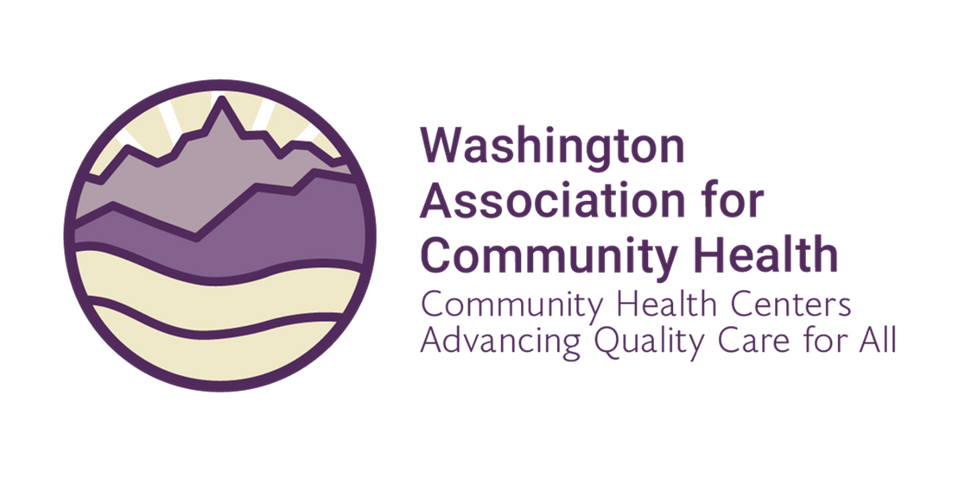 Washington
Association for
Community Health
Community Health Centers
Advancing Quality Care for All